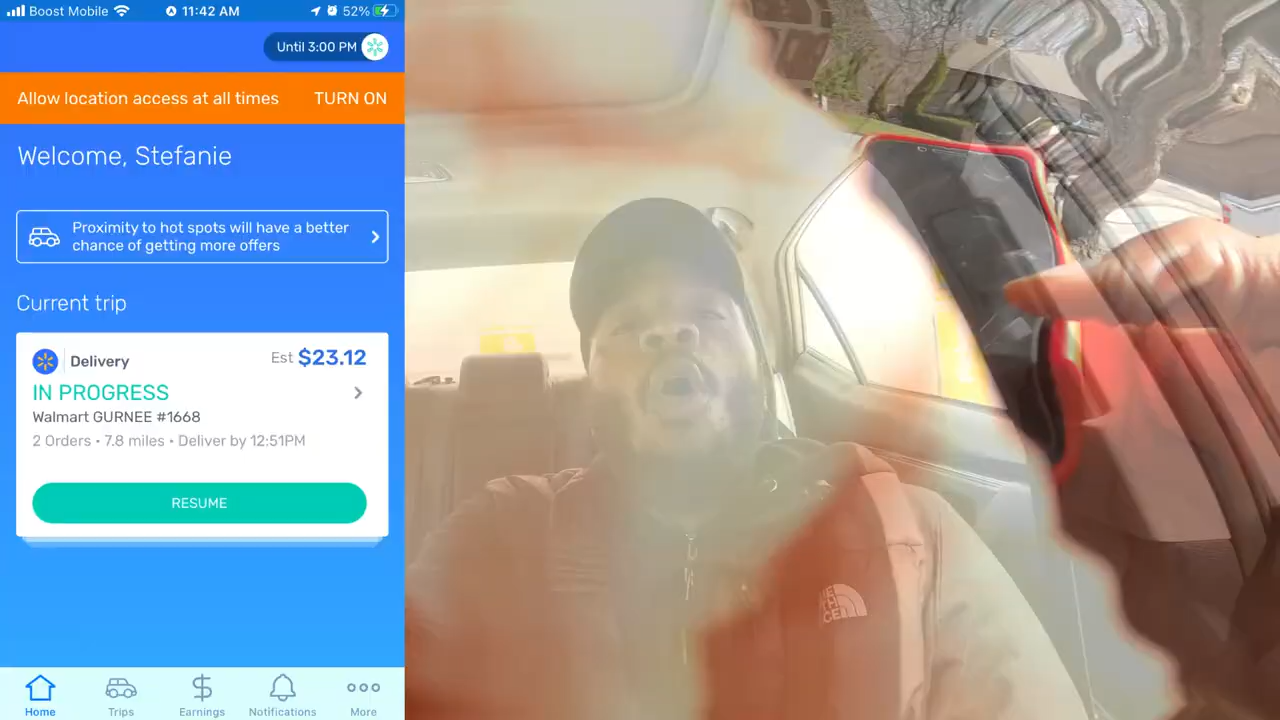 Boost Mobile 11:42 AM 52%
Until 3:00 PM
Allow location access at all times TURN ON
Welcome, Stefanie
Proximity to hot spots will have a better
chance of getting more offers
Current trip
Delivery Est $23.12
IN PROGRESS
Walmart GURNEE #1668
2 Orders • 7.8 miles • Deliver by 12:51PM
RESUME
Home Trips Earnings Notifications More